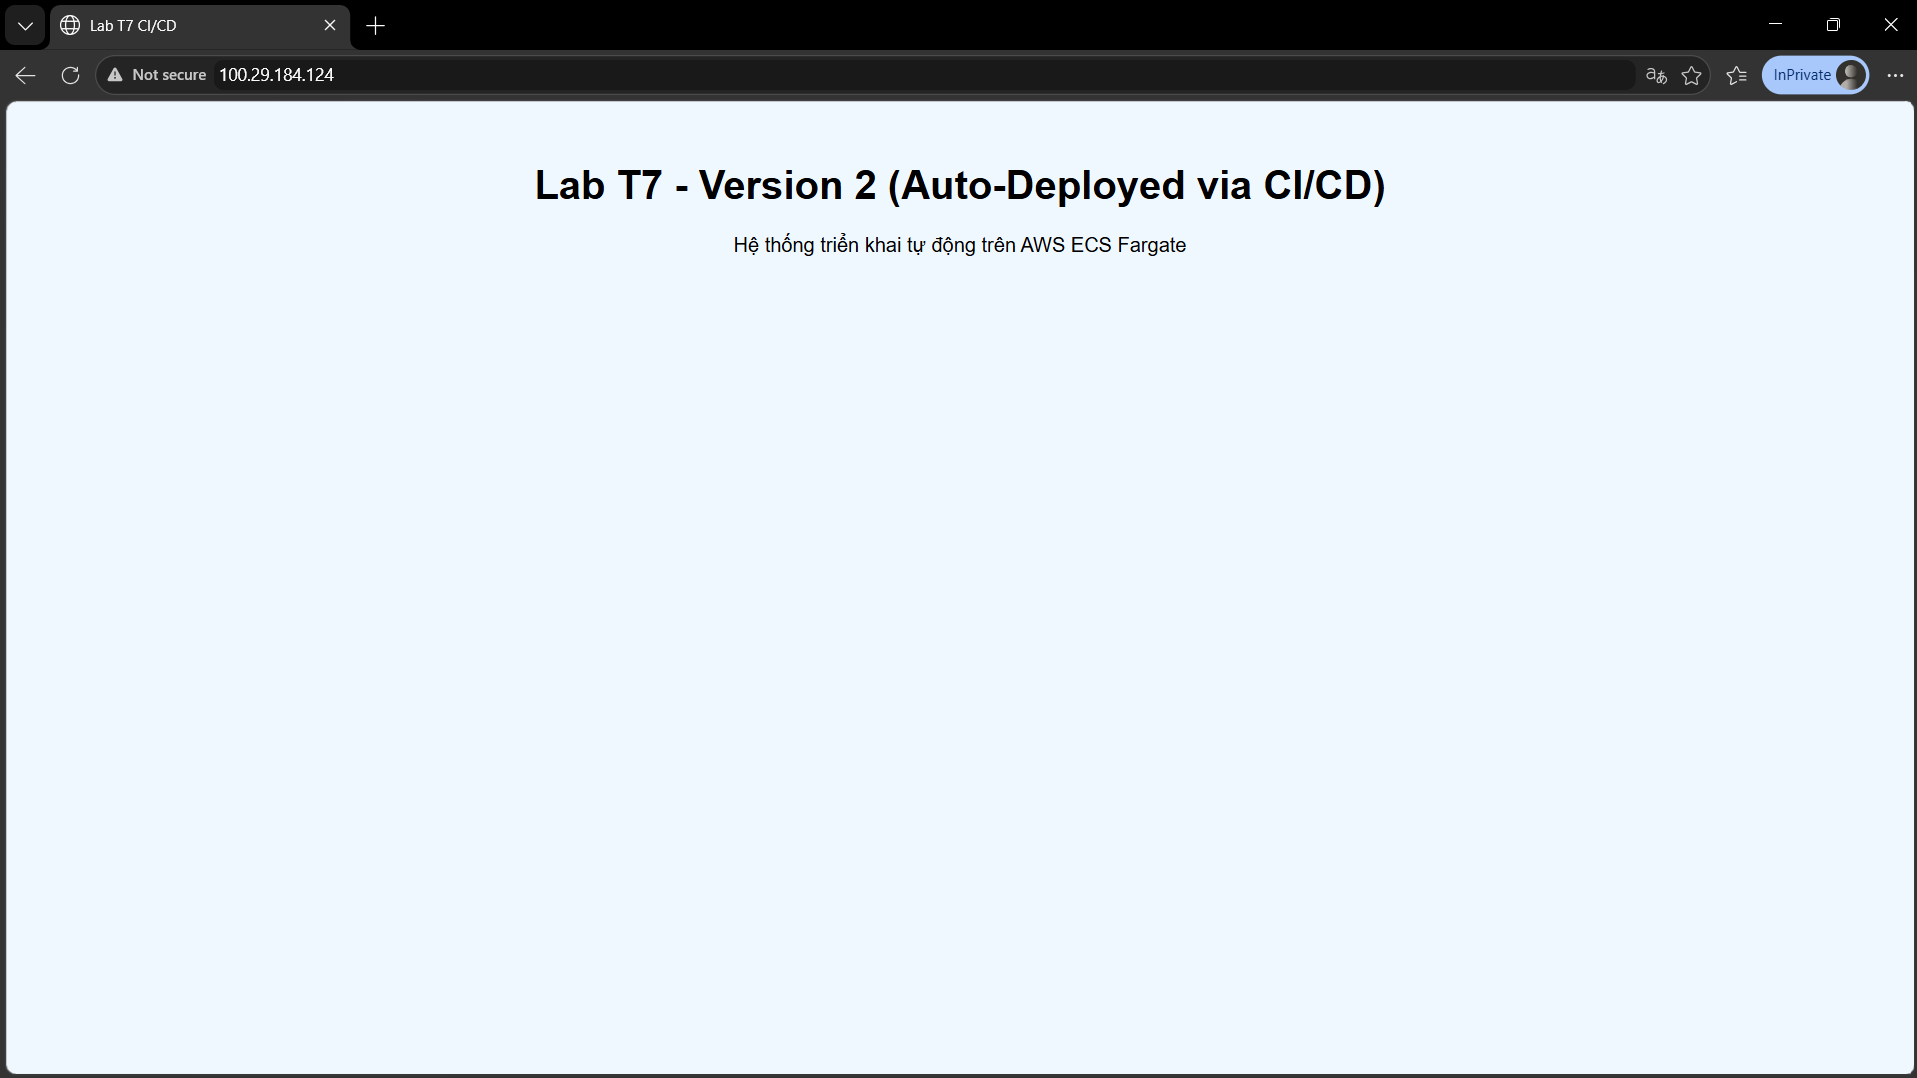 Lab T7 CI/CD
Not secure 100.29.184.124
InPrivate
Lab T7 - Version 2 (Auto-Deployed via CI/CD)
Hệ thống triển khai tự động trên AWS ECS Fargate